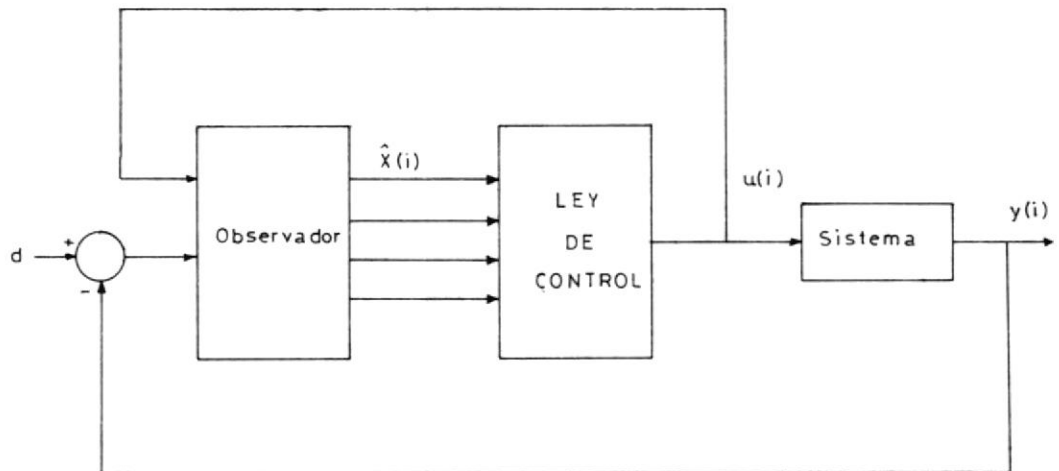 x̂(i)
u(i)
y(i)
LEY
DE
CONTROL
Observador
Sistema
d
+
-